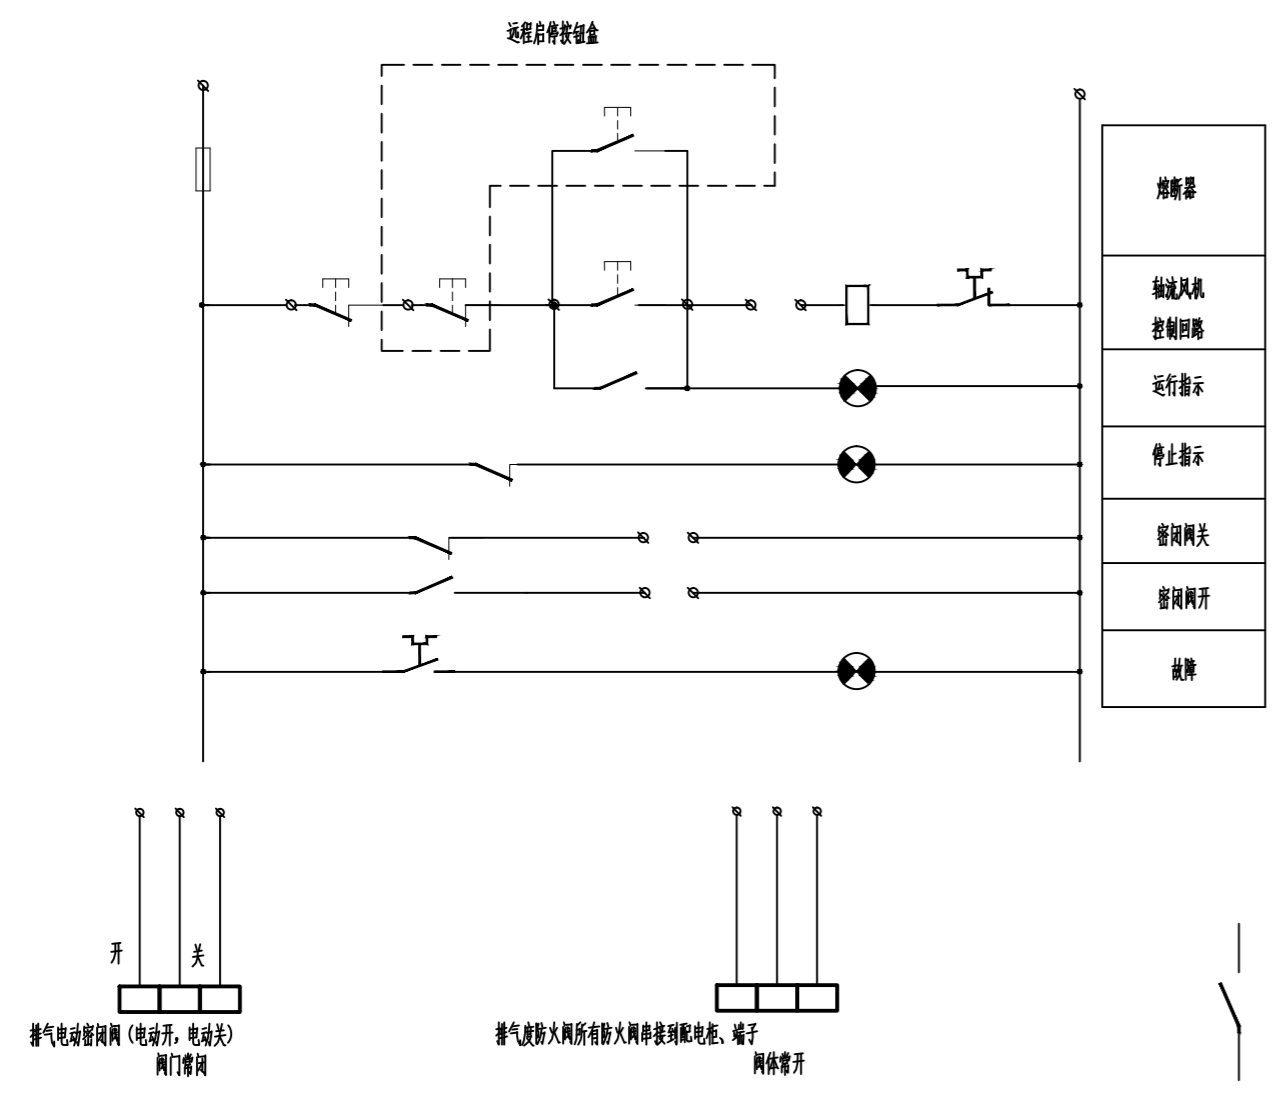 远程启停按钮盒
熔断器
轴流风机
控制回路
运行指示
停止指示
密闭阀关
密闭阀开
故障
开 关
排气电动密闭阀（电动开，电动关）
阀门常闭
排气度防火阀所有防火阀串接到配电柜、端子
阀体常开